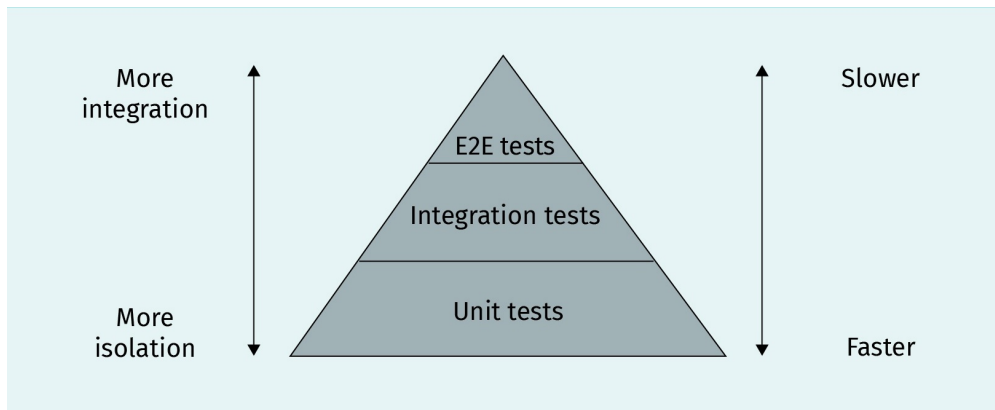 More
integration
Slower
E2E tests
Integration tests
Unit tests
More
isolation
Faster